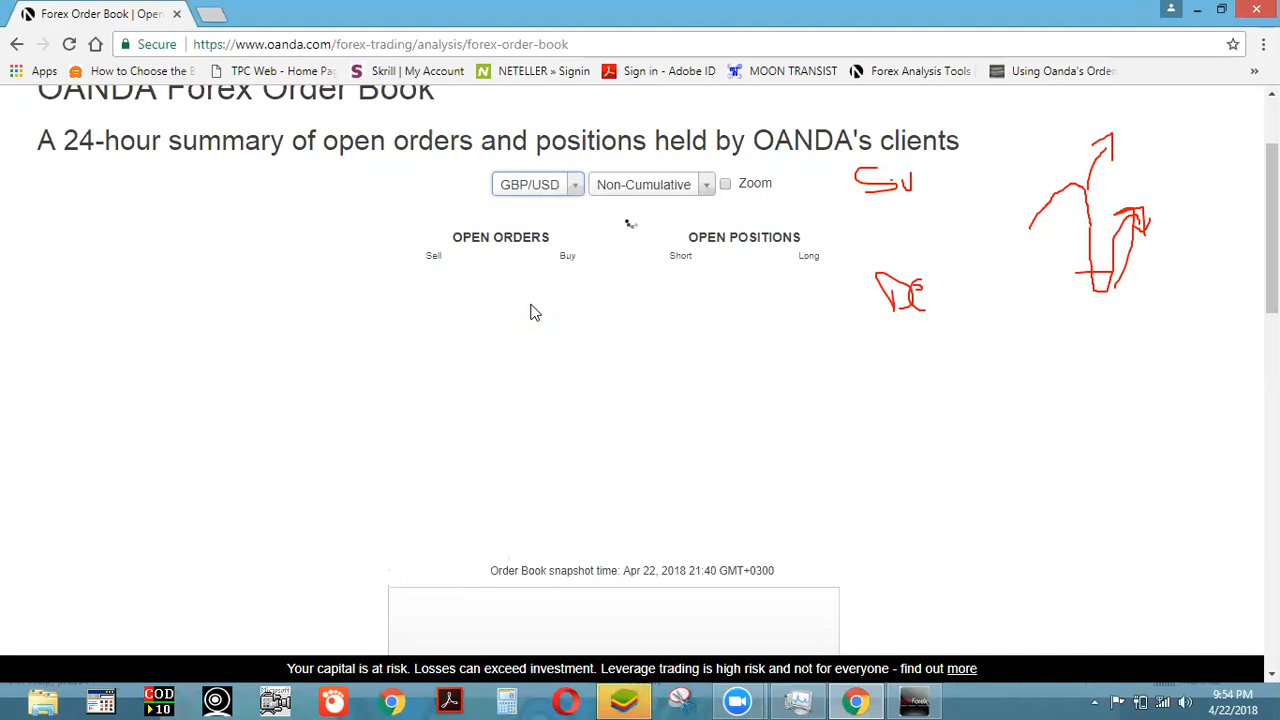 Forex Order Book | Open
Secure
https://www.oanda.com/forex-trading/analysis/forex-order-book
Apps
How to Choose the E
TPC Web - Home Pa
Skrill | My Account
NETELLER » Signin
Sign in - Adobe ID
MOON TRANSIST
Forex Analysis Tools
Using Oanda's Orde
»
OANDA Forex Order Book
A 24-hour summary of open orders and positions held by OANDA's clients
GBP/USD
Non-Cumulative
Zoom
OPEN ORDERS
OPEN POSITIONS
Sell
Buy
Short
Long
Order Book snapshot time: Apr 22, 2018 21:40 GMT+0300
Your capital is at risk. Losses can exceed investment. Leverage trading is high risk and not for everyone - find out more
COD
10
9:54 PM
4/22/2018